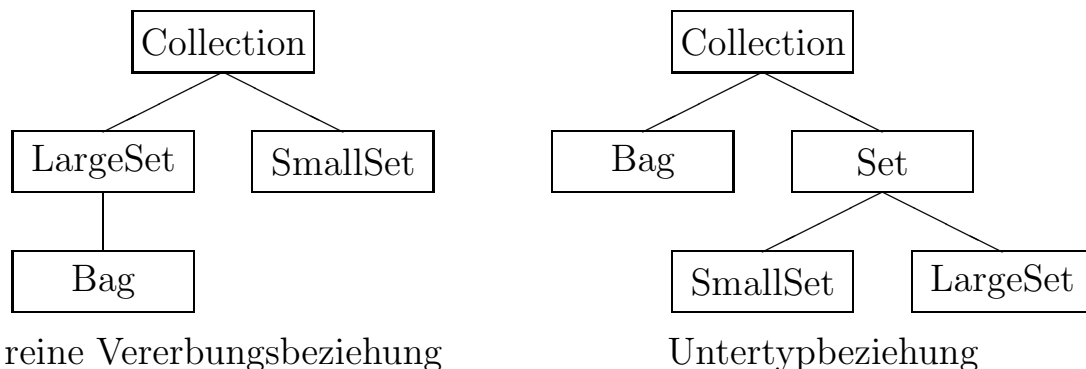 Collection
LargeSet SmallSet
Bag
reine Vererbungsbeziehung
Collection
Bag Set
SmallSet LargeSet
Untertypbeziehung